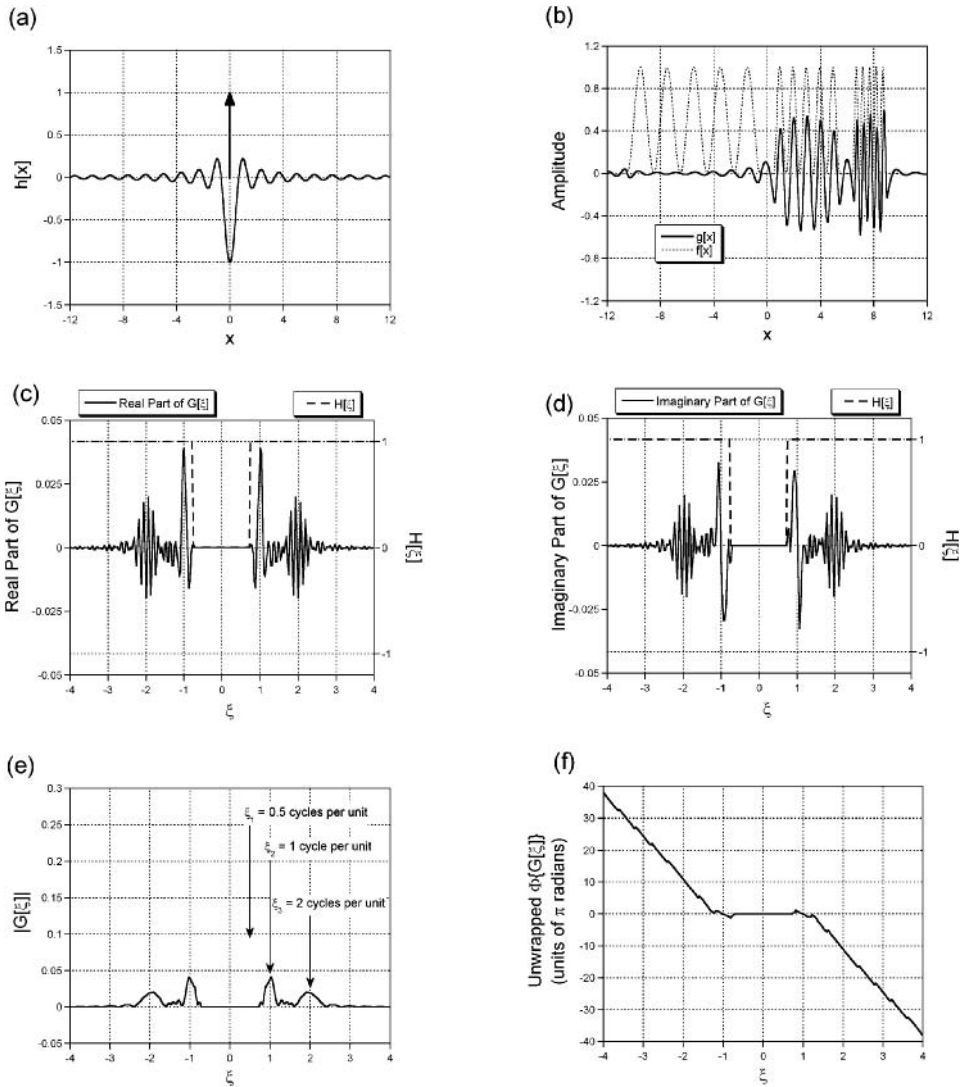 (a)
1.5
1
0.5
0
-0.5
-1
-1.5
h[x]
-12 -8 -4 0 4 8 12
x
(b)
1.2
0.8
0.4
0
-0.4
-0.8
-1.2
Amplitude
g[x]
f[x]
-12 -8 -4 0 4 8 12
x
(c)
Real Part of G[ξ]
H[ξ]
0.05
0.025
0
-0.025
-0.05
Real Part of G[ξ]
1
0
-1
H[ξ]
-4 -3 -2 -1 0 1 2 3 4
ξ
(d)
Imaginary Part of G[ξ]
H[ξ]
0.05
0.025
0
-0.025
-0.05
Imaginary Part of G[ξ]
1
0
-1
H[ξ]
-4 -3 -2 -1 0 1 2 3 4
ξ
(e)
0.3
0.25
0.2
0.15
0.1
0.05
0
0.05
|G[ξ]|
ξ₁ = 0.5 cycles per unit
ξ₂ = 1 cycle per unit
ξ₃ = 2 cycles per unit
-4 -3 -2 -1 0 1 2 3 4
ξ
(f)
40
30
20
10
0
-10
-20
-30
-40
Unwrapped Φ{G[ξ]}
(units of π radians)
-4 -3 -2 -1 0 1 2 3 4
ξ